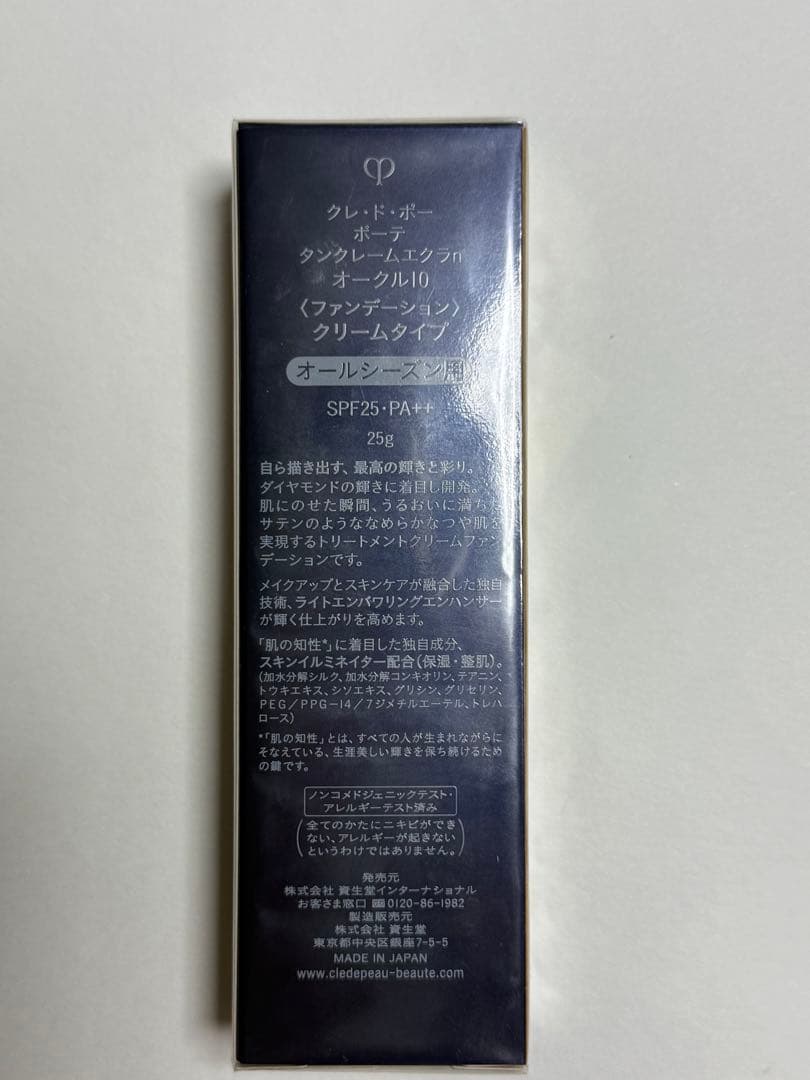 クレ・ド・ポー
ボーテ
タンクレームエクラn
オークル10
〈ファンデーション〉
クリームタイプ
オールシーズン用
SPF25・PA++
25g
自ら描き出す、最高の輝きと彩り。
ダイヤモンドの輝きに着目し開発。
肌にのせた瞬間、うるおいに満ちた
サテンのようななめらかなつや肌を
実現するトリートメントクリームファン
デーションです。
メイクアップとスキンケアが融合した独自
技術、ライトエンパワリングエンハンサー
が輝く仕上がりを高めます。
「肌の知性*」に着目した独自成分、
スキンイルミネイター配合(保湿・整肌)。
(加水分解シルク、加水分解コンキオリン、テアニン、
トウキエキス、シソエキス、グリシン、グリセリン、
PEG/PPG-14/7ジメチルエーテル、トレハ
ロース)
*「肌の知性」とは、すべての人が生まれながらに
そなえている、生涯美しい輝きを保ち続けるため
の鍵です。
ノンコメドジェニックテスト・
アレルギーテスト済み
(全てのかたにニキビができ
ない、アレルギーが起きない
というわけではありません。)
発売元
株式会社 資生堂インターナショナル
お客さま窓口 0120-86-1982
製造販売元
株式会社 資生堂
東京都中央区銀座7-5-5
MADE IN JAPAN
www.cledepeau-beaute.com